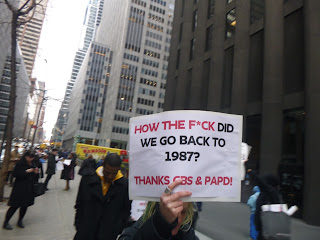 HOW THE F*CK DID
WE GO BACK TO
1987?
THANKS CBS & PAPD!